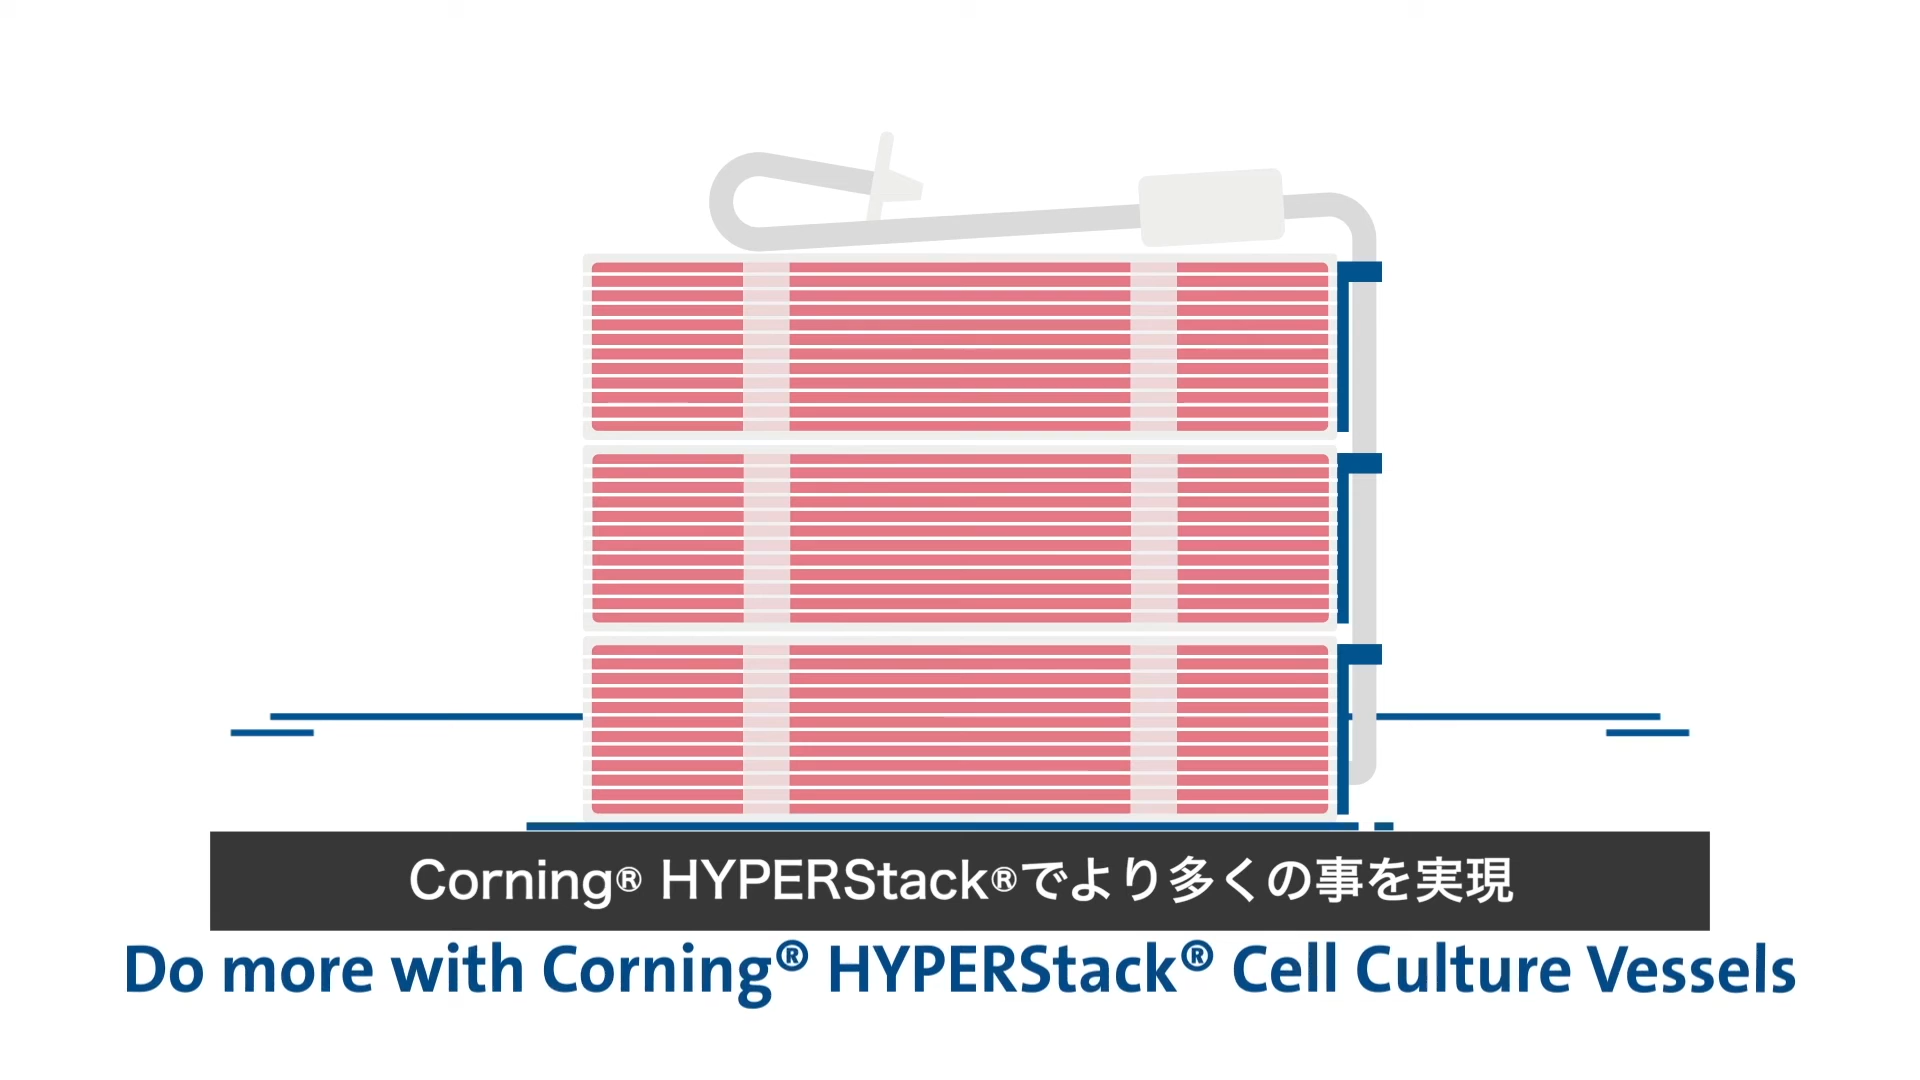 Corning® HYPERStack®でより多くの事を実現
Do more with Corning® HYPERStack® Cell Culture Vessels